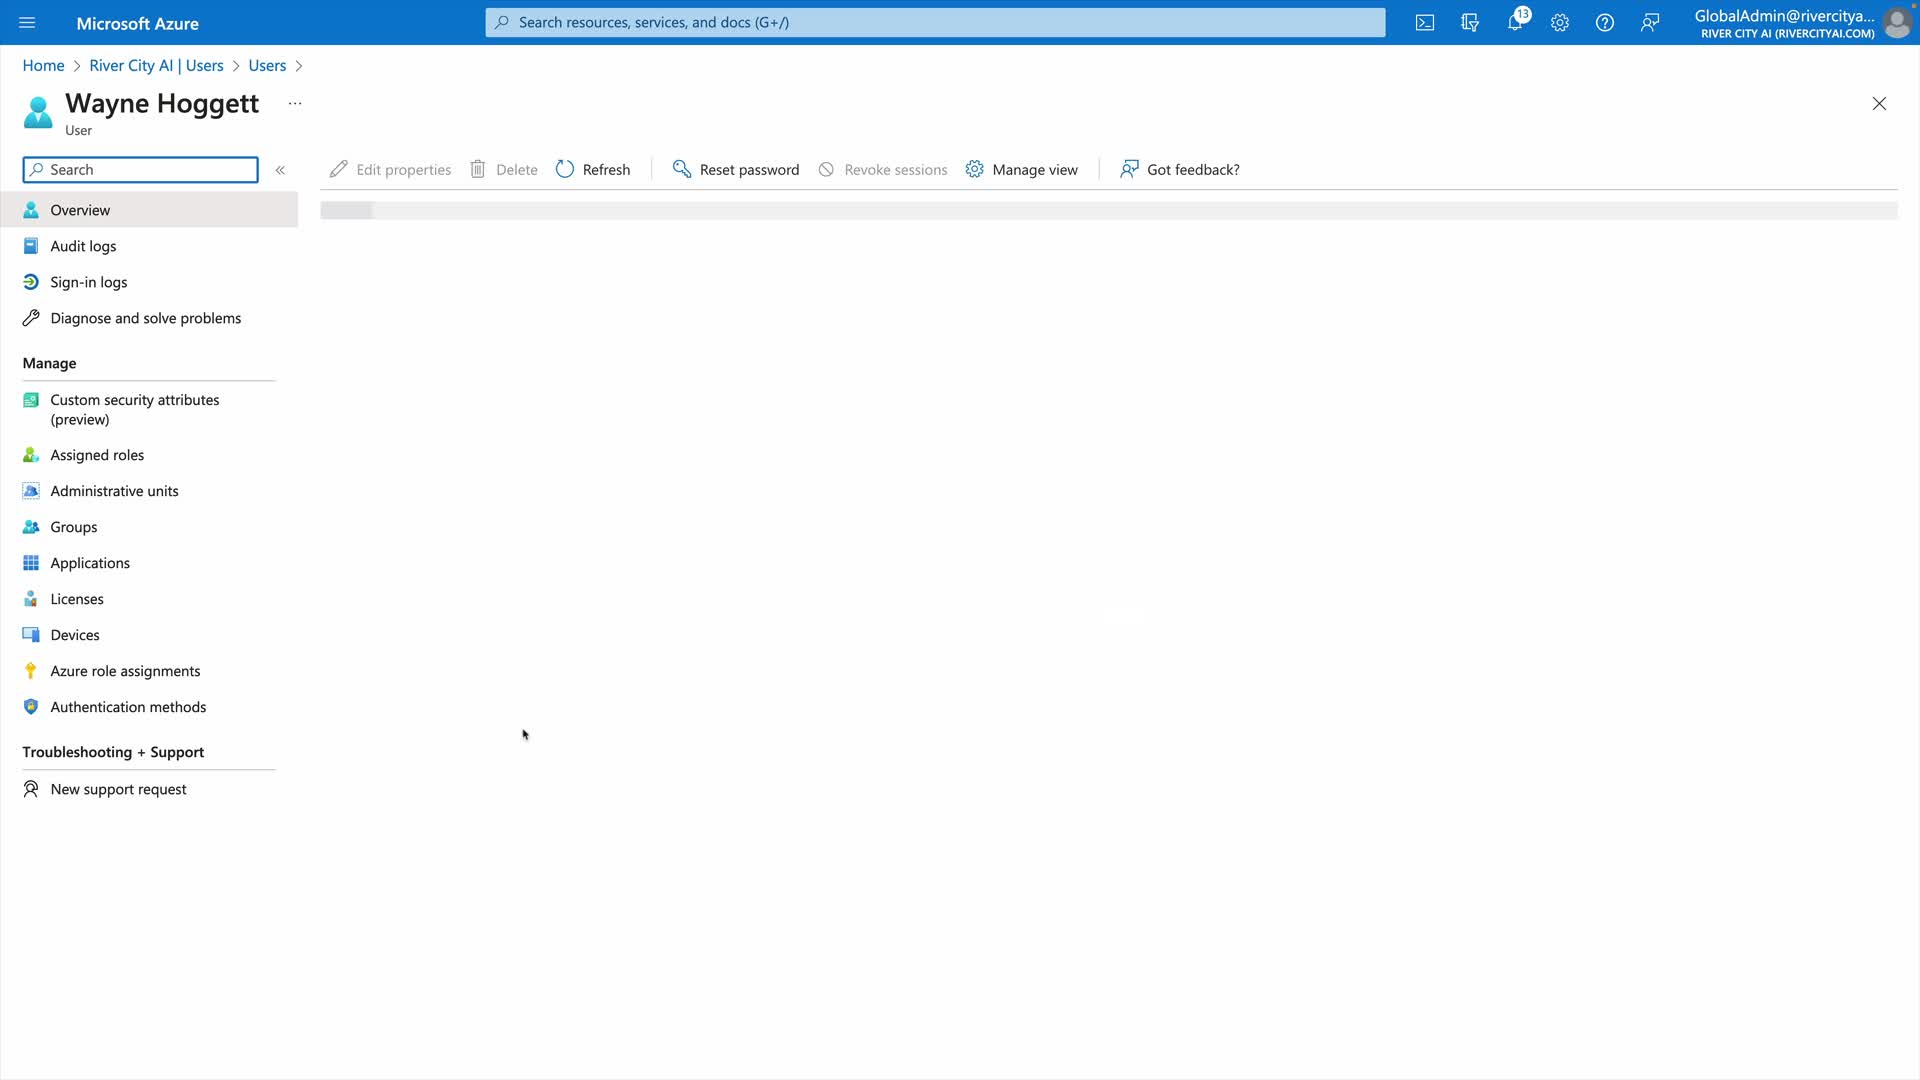 Microsoft Azure
Search resources, services, and docs (G+/)
13
GlobalAdmin@rivercitya...
RIVER CITY AI (RIVERCITYAI.COM)
Home > River City AI | Users > Users >
Wayne Hoggett ...
User
Search «
Edit properties Delete Refresh Reset password Revoke sessions Manage view Got feedback?
Overview
Audit logs
Sign-in logs
Diagnose and solve problems
Manage
Custom security attributes
(preview)
Assigned roles
Administrative units
Groups
Applications
Licenses
Devices
Azure role assignments
Authentication methods
Troubleshooting + Support
New support request